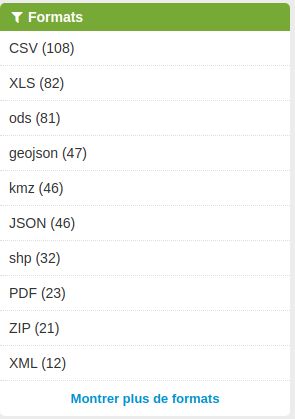 Formats
CSV (108)
XLS (82)
ods (81)
geojson (47)
kmz (46)
JSON (46)
shp (32)
PDF (23)
ZIP (21)
XML (12)
Montrer plus de formats